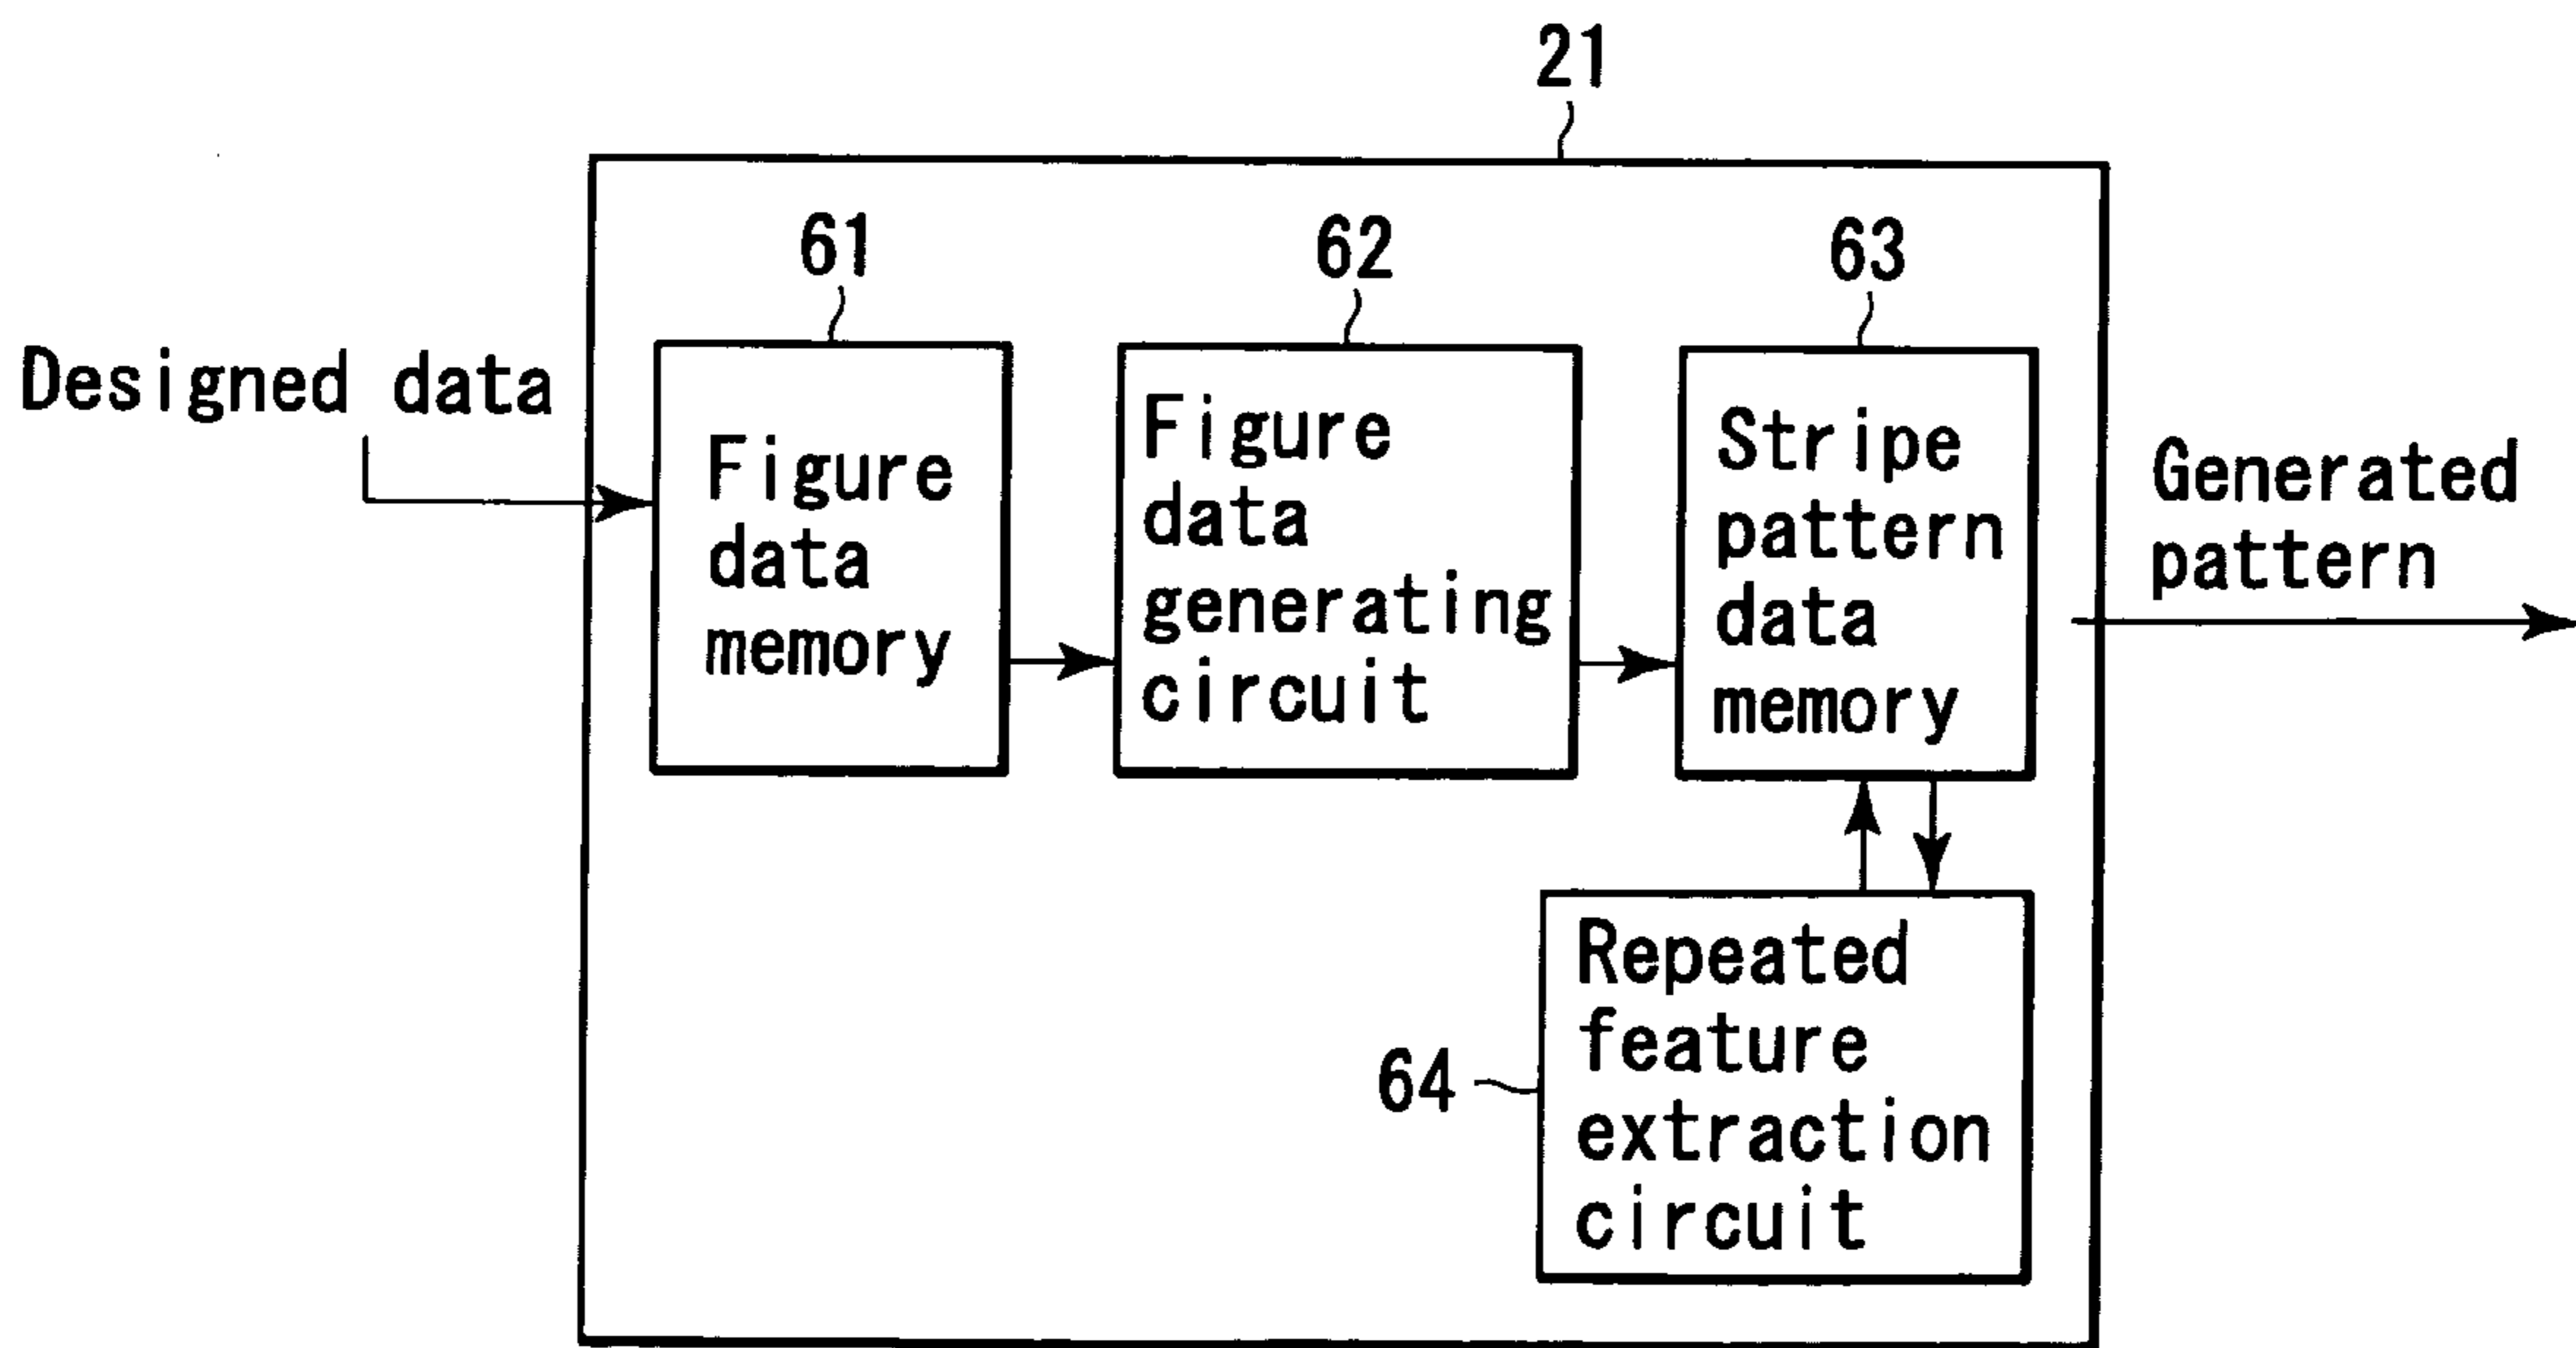 21
61
62
63
Designed data
Figure
data
memory
Figure
data
generating
circuit
Stripe
pattern
data
memory
Generated
pattern
64
Repeated
feature
extraction
circuit